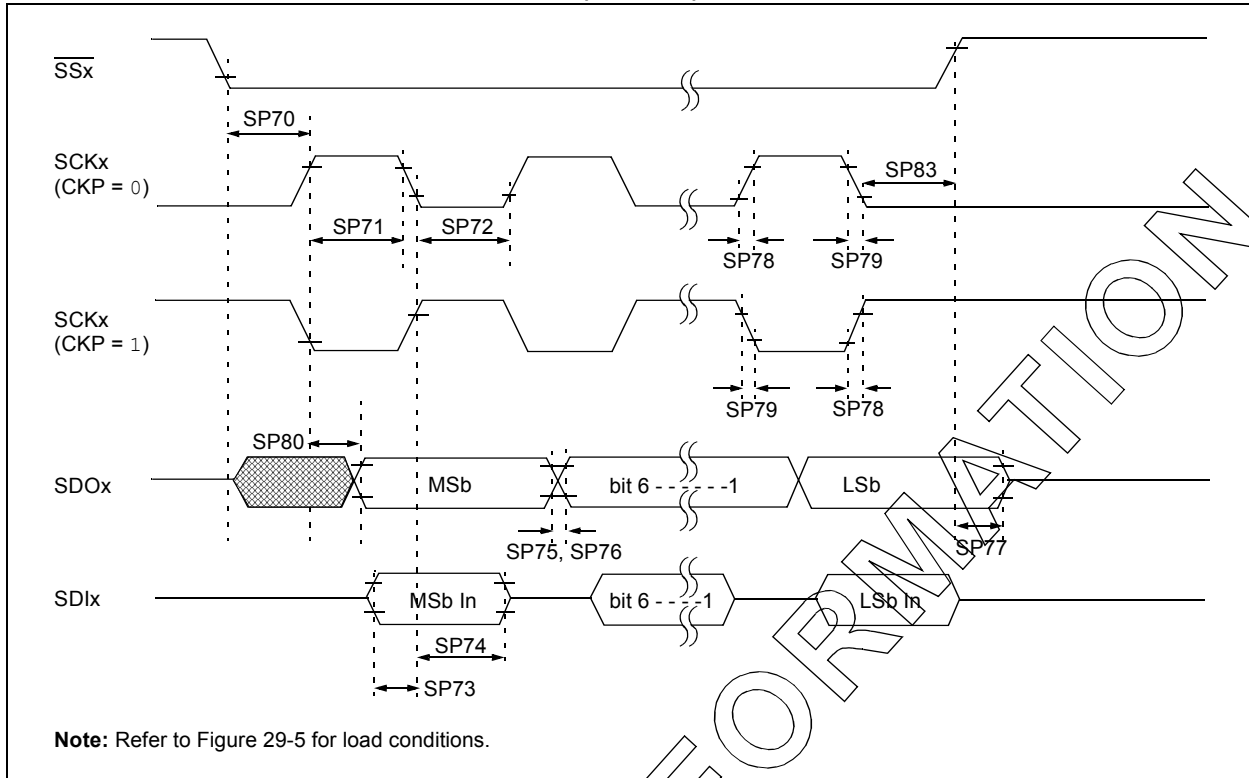 SSx
SP70
SCKx
(CKP = 0)
SP83
SP71
SP72
SP78
SP79
SCKx
(CKP = 1)
SP79
SP78
SP80
SDOx
MSb
bit 6 - - - - - - -1
LSb
SP75, SP76
SP77
SDIx
MSb In
bit 6 - - - - -1
LSb In
SP74
SP73
Note: Refer to Figure 29-5 for load conditions.
FORMATION